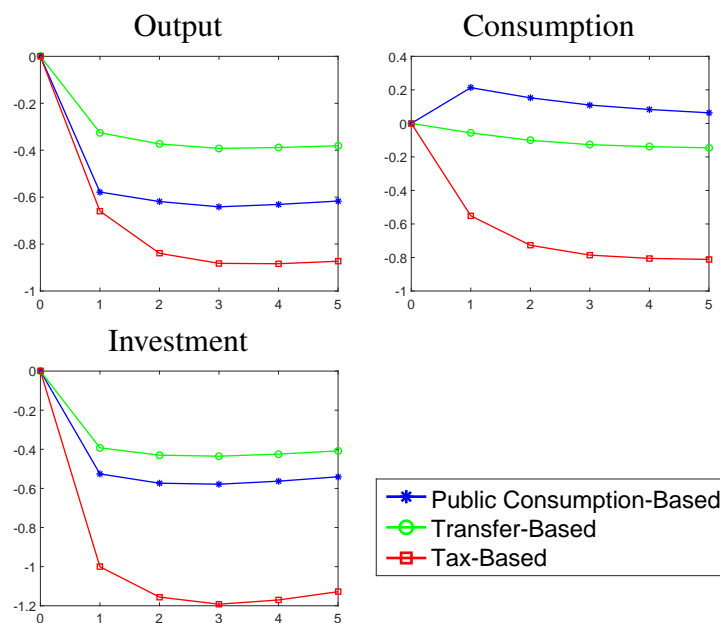 Output
0
-0.2
-0.4
-0.6
-0.8
-1
0 1 2 3 4 5
Consumption
0.4
0.2
0
-0.2
-0.4
-0.6
-0.8
-1
0 1 2 3 4 5
Investment
0
-0.2
-0.4
-0.6
-0.8
-1
-1.2
0 1 2 3 4 5
Public Consumption-Based
Transfer-Based
Tax-Based